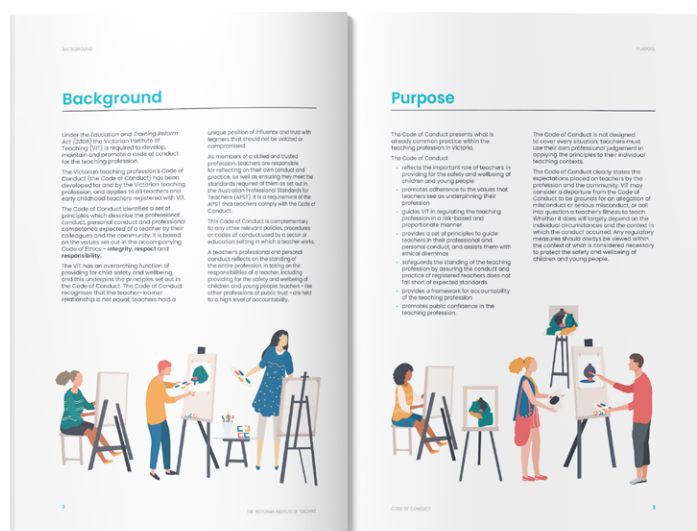 BACKGROUND
Background
Under the Education and Training Reform
Act (2006) the Victorian Institute of
Teaching (VIT) is required to develop,
maintain and promote a code of conduct
for the teaching profession.
The Victorian teaching profession's Code of
Conduct (the Code of Conduct) has been
developed for and by the Victorian teaching
profession, and applies to all teachers and
early childhood teachers registered with VIT.
The Code of Conduct identifies a set of
principles which describe the professional
conduct, personal conduct and professional
competence expected of a teacher by their
colleagues and the community. It is based
on the values set out in the accompanying
Code of Ethics - integrity, respect and
responsibility.
The VIT has an overarching function of
providing for child safety and wellbeing,
and this underpins the principles set out in
the Code of Conduct. The Code of Conduct
recognises that the teacher-learner
relationship is not equal, teachers hold a
unique position of influence and trust with
learners that should not be violated or
compromised.
As members of a skilled and trusted
profession, teachers are responsible
for reflecting on their own conduct and
practice, as well as ensuring they meet the
standards required of them as set out in
the Australian Professional Standards for
Teachers (APST). It is a requirement of the
APST that teachers comply with the Code of
Conduct.
This Code of Conduct is complementary
to any other relevant policies, procedures
or codes of conduct used by a sector or
education setting in which a teacher works.
A teacher's professional and personal
conduct reflects on the standing of
the entire profession. In taking on the
responsibilities of a teacher, including
providing for the safety and wellbeing of
children and young people, teachers - like
other professions of public trust - are held
to a high level of accountability.
2
THE VICTORIAN INSTITUTE OF TEACHING
PURPOSE
Purpose
The Code of Conduct presents what is
already common practice within the
teaching profession in Victoria.
The Code of Conduct
- reflects the important role of teachers in
providing for the safety and wellbeing of
children and young people
- promotes adherence to the values that
teachers see as underpinning their
profession
- guides VIT in regulating the teaching
profession in a fair-based and
proportionate manner
- provides a set of principles to guide
teachers in their professional and
personal conduct, and assists them with
ethical dilemmas
- safeguards the standing of the teaching
profession by assuring the conduct and
practice of registered teachers does not
fall short of expected standards
- provides a framework for accountability
of the teaching profession
- promotes public confidence in the
teaching profession.
The Code of Conduct is not designed
to cover every situation; teachers must
use their own professional judgement in
applying the principles to their individual
teaching contexts.
The Code of Conduct clearly states the
expectations placed on teachers by the
profession and the community. VIT may
consider a departure from the Code of
Conduct to be grounds for an allegation of
misconduct or serious misconduct, or call
into question a teacher's fitness to teach.
Whether it does will largely depend on the
individual circumstances and the context in
which the conduct occurred. Any regulatory
measures should always be viewed within
the context of what is considered necessary
to protect the safety and wellbeing of
children and young people.
CODE OF CONDUCT
3